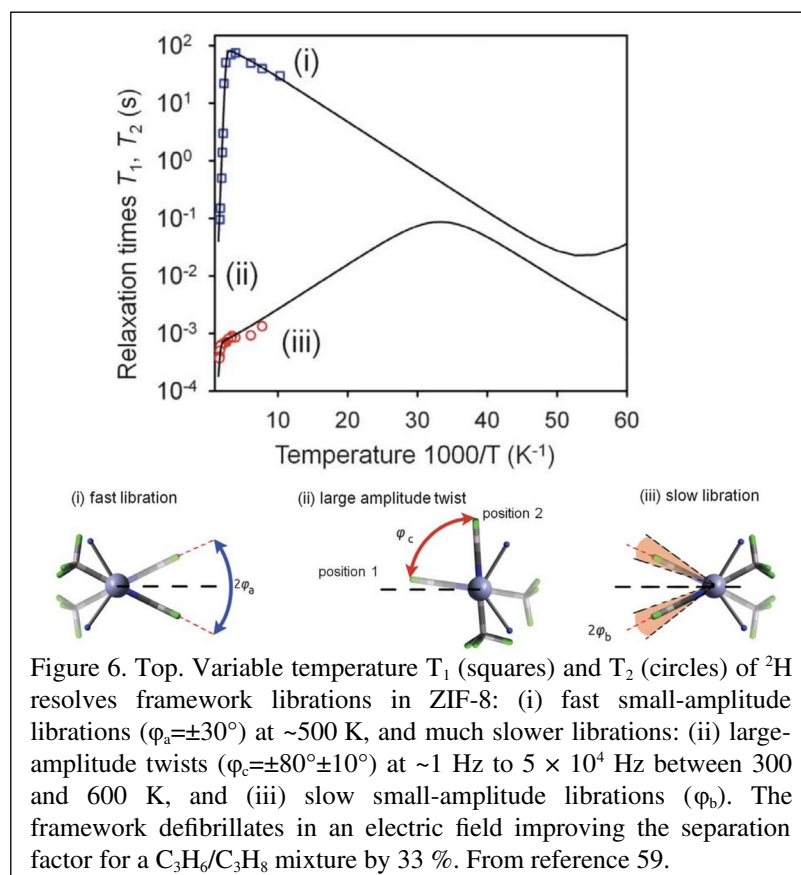 10²
10¹
10⁰
10⁻¹
10⁻²
10⁻³
10⁻⁴
Relaxation times T₁, T₂ (s)
(i)
(ii)
(iii)
10 20 30 40 50 60
Temperature 1000/T (K⁻¹)
(i) fast libration
2φₐ
(ii) large amplitude twist
position 2
φ_c
position 1
(iii) slow libration
2φ_b
Figure 6. Top. Variable temperature T₁ (squares) and T₂ (circles) of ²H
resolves framework librations in ZIF-8: (i) fast small-amplitude
librations (φₐ=±30°) at ~500 K, and much slower librations: (ii) large-
amplitude twists (φ_c=±80°±10°) at ~1 Hz to 5 × 10⁴ Hz between 300
and 600 K, and (iii) slow small-amplitude librations (φ_b). The
framework defibrillates in an electric field improving the separation
factor for a C₃H₆/C₃H₈ mixture by 33 %. From reference 59.